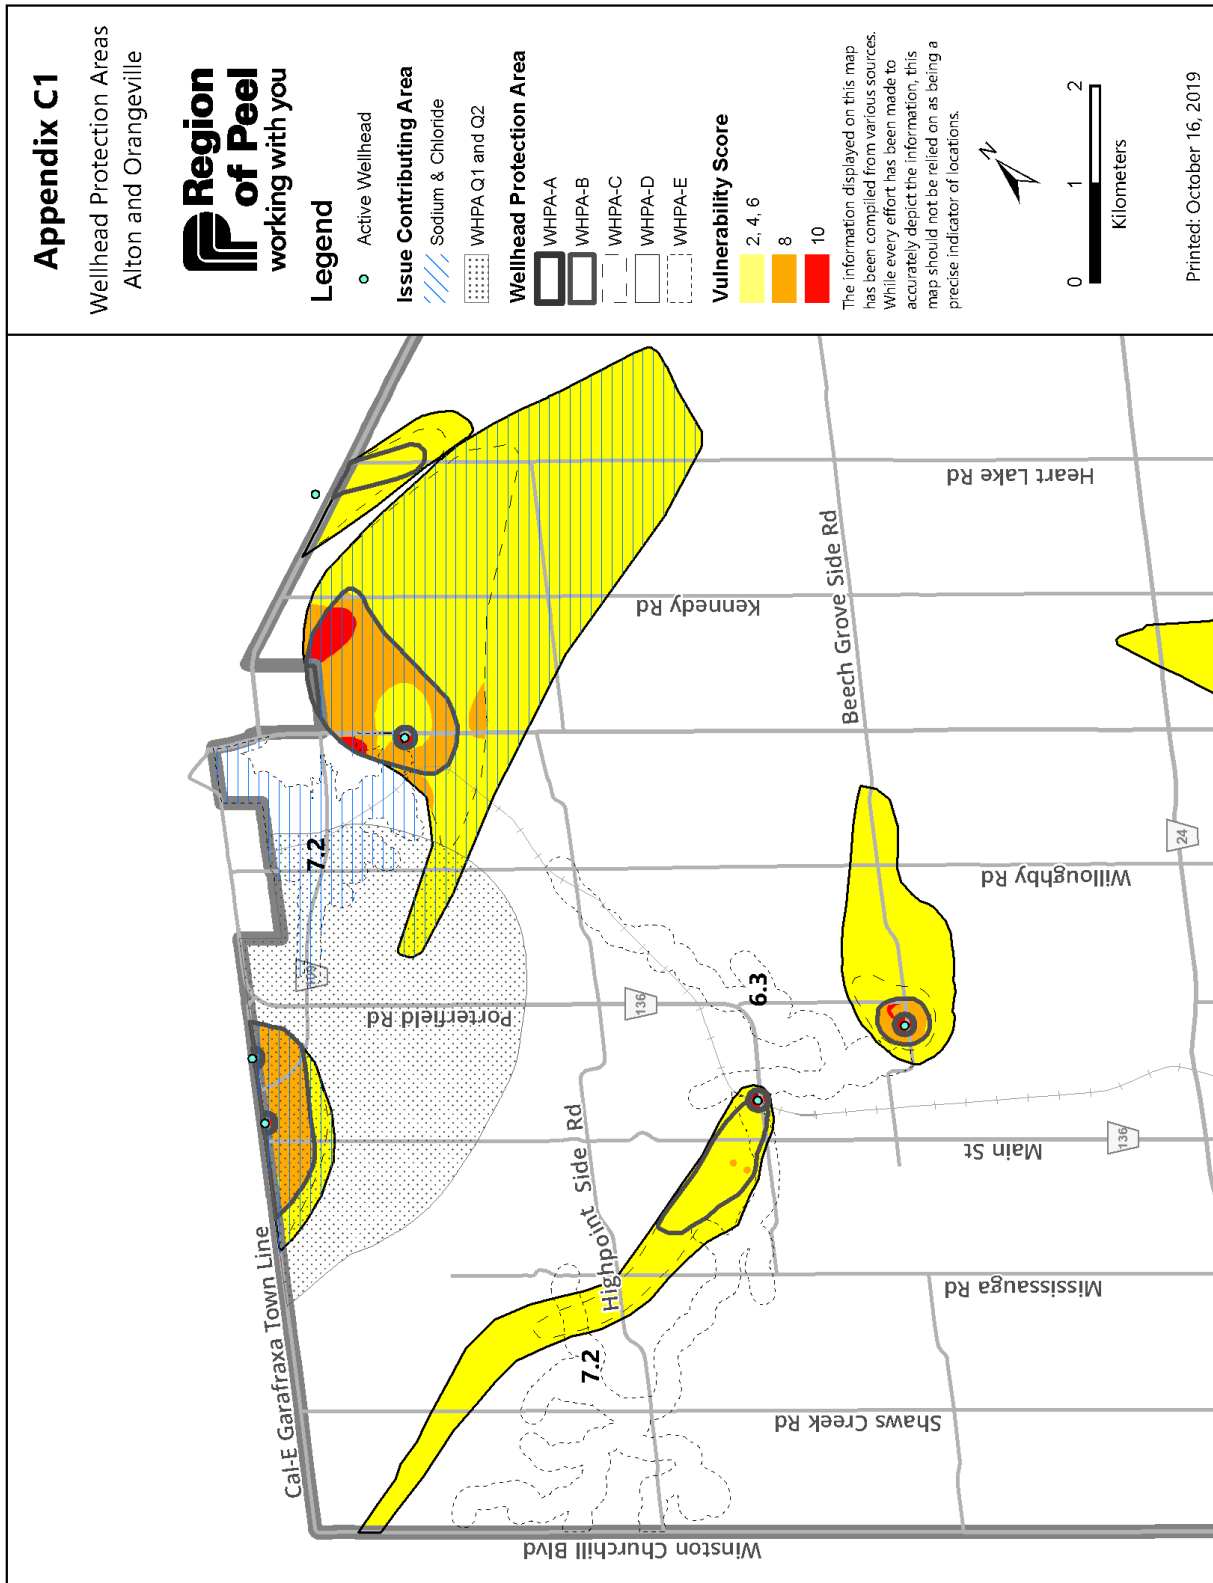 Appendix C1
Wellhead Protection Areas
Alton and Orangeville
Region
of Peel
working with you
Legend
Active Wellhead
Issue Contributing Area
Sodium & Chloride
WHPA Q1 and Q2
Wellhead Protection Area
WHPA-A
WHPA-B
WHPA-C
WHPA-D
WHPA-E
Vulnerability Score
2, 4, 6
8
10
The information displayed on this map
has been compiled from various sources.
While every effort has been made to
accurately depict the information, this
map should not be relied on as being a
precise indicator of locations.
N
0 1 2
Kilometers
Printed: October 16, 2019
Cal-E Garafraxa Town Line
Winston Churchill Blvd
Shaws Creek Rd
Mississauga Rd
Main St
Porterfield Rd
Willoughby Rd
Kennedy Rd
Heart Lake Rd
Highpoint Side Rd
Beech Grove Side Rd
7.2
7.2
6.3
109
136
136
24